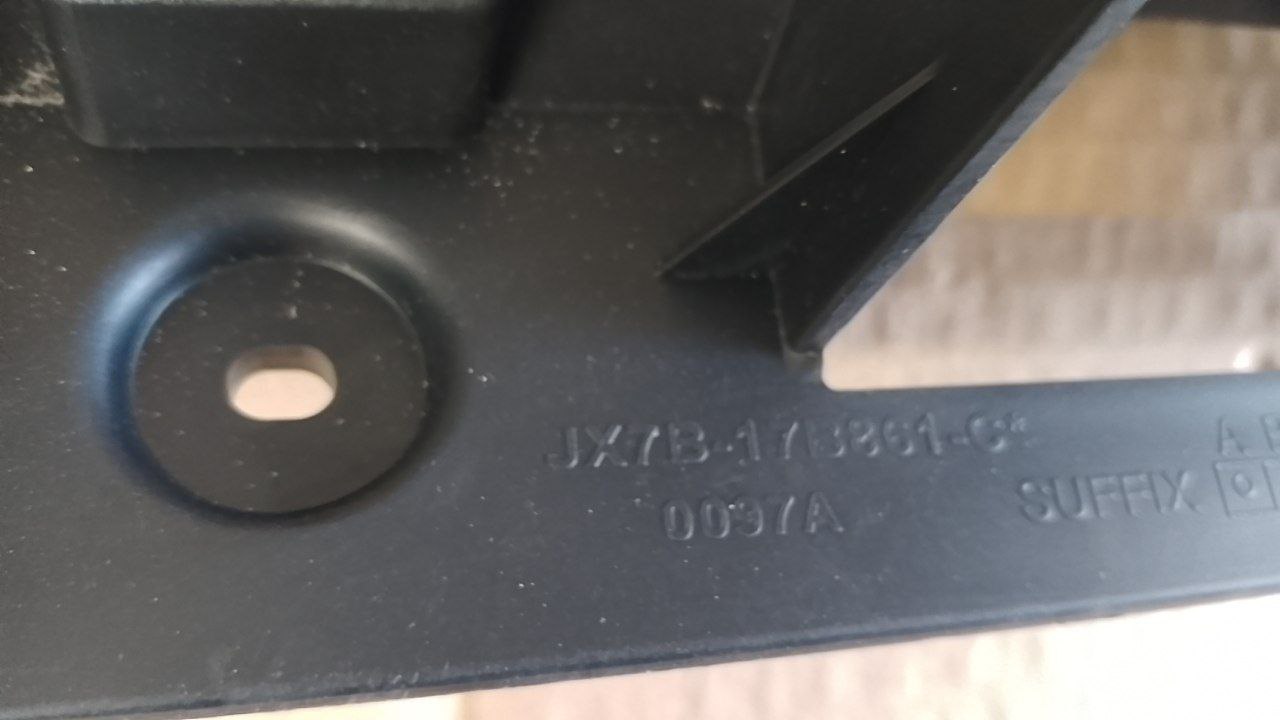 JX7B-17B861-C*
0097A
A
SUFFIX